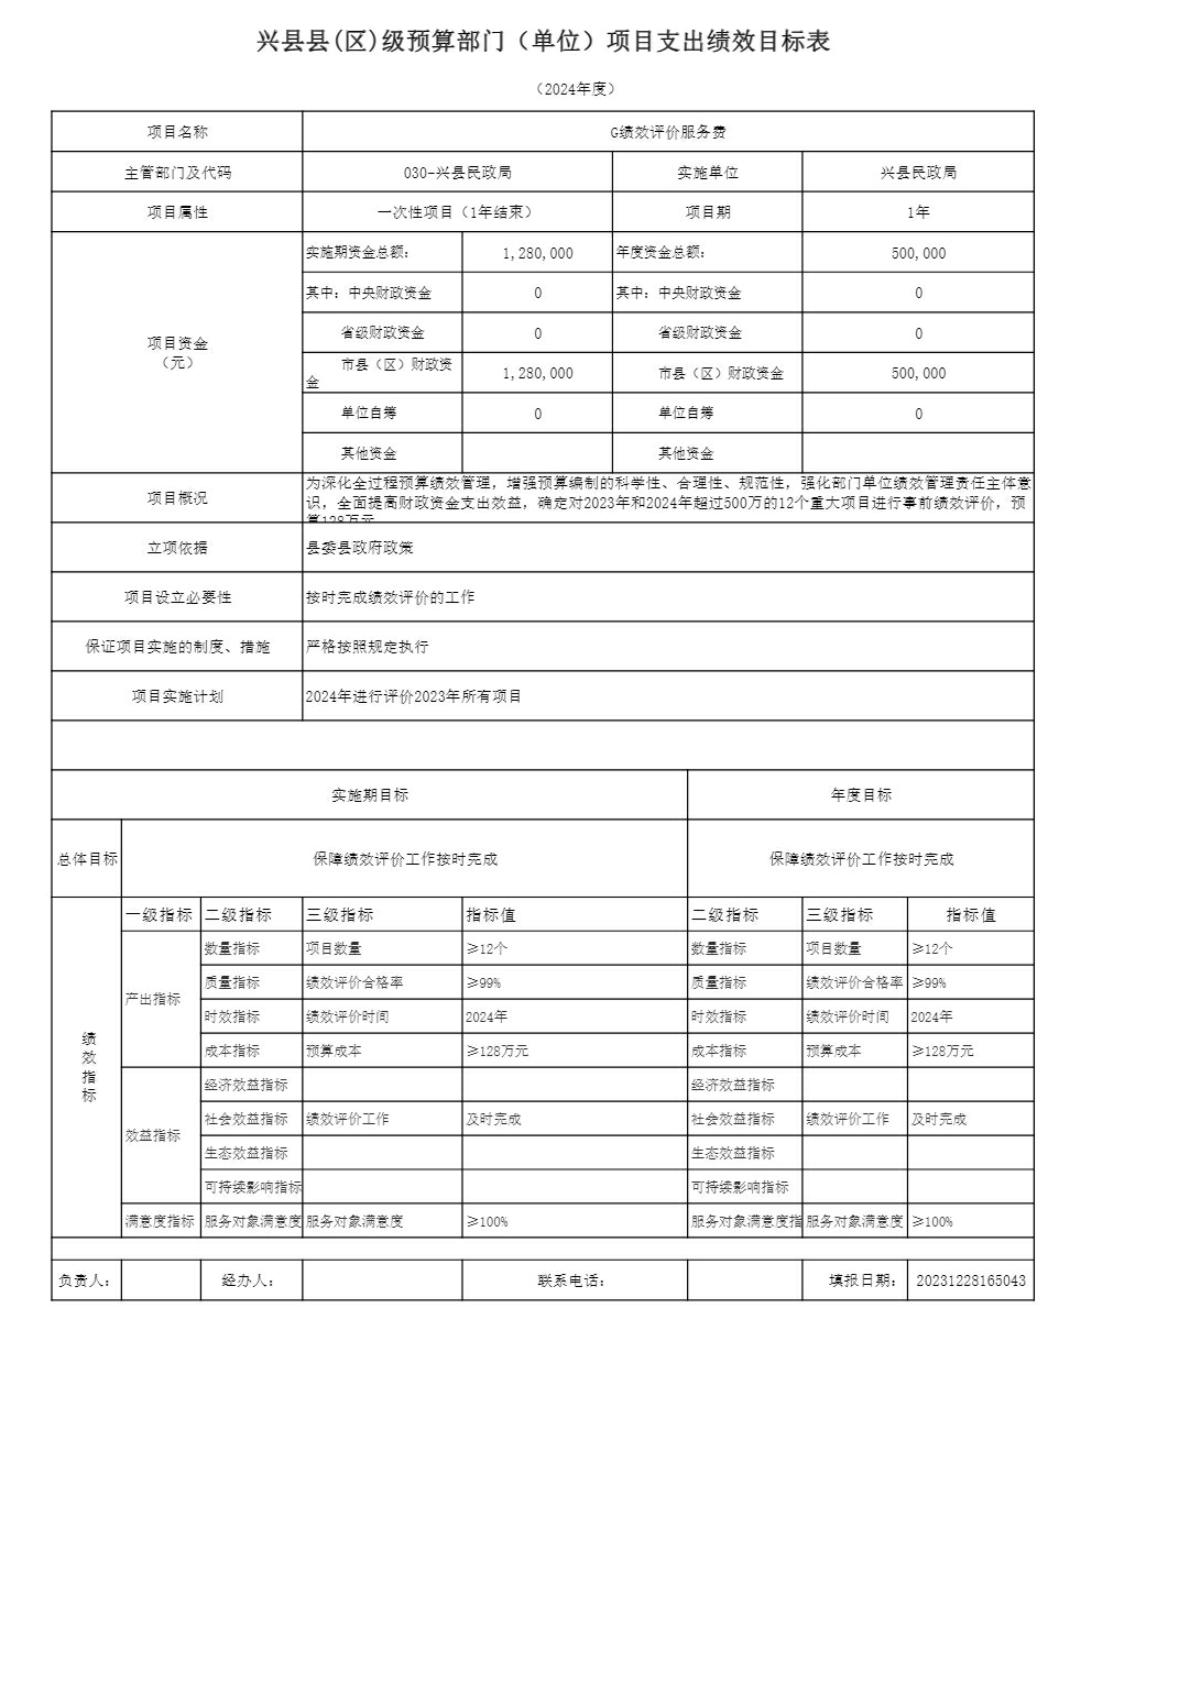 兴县县(区)级预算部门（单位）项目支出绩效目标表
（2024年度）
项目名称 G绩效评价服务费
主管部门及代码 030-兴县民政局 实施单位 兴县民政局
项目属性 一次性项目（1年结束） 项目期 1年
项目资金
（元）
实施期资金总额： 1,280,000 年度资金总额： 500,000
其中：中央财政资金 0 其中：中央财政资金 0
省级财政资金 0 省级财政资金 0
市县（区）财政资
金 1,280,000 市县（区）财政资金 500,000
单位自筹 0 单位自筹 0
其他资金 其他资金
项目概况
为深化全过程预算绩效管理，增强预算编制的科学性、合理性、规范性，强化部门单位绩效管理责任主体意
识，全面提高财政资金支出效益，确定对2023年和2024年超过500万的12个重大项目进行事前绩效评价，预
算128万元
立项依据 县委县政府政策
项目设立必要性 按时完成绩效评价的工作
保证项目实施的制度、措施 严格按照规定执行
项目实施计划 2024年进行评价2023年所有项目
实施期目标 年度目标
总体目标 保障绩效评价工作按时完成 保障绩效评价工作按时完成
绩
效
指
标
一级指标 二级指标 三级指标 指标值 二级指标 三级指标 指标值
产出指标
数量指标 项目数量 ≥12个 数量指标 项目数量 ≥12个
质量指标 绩效评价合格率 ≥99% 质量指标 绩效评价合格率 ≥99%
时效指标 绩效评价时间 2024年 时效指标 绩效评价时间 2024年
成本指标 预算成本 ≥128万元 成本指标 预算成本 ≥128万元
效益指标
经济效益指标 经济效益指标
社会效益指标 绩效评价工作 及时完成 社会效益指标 绩效评价工作 及时完成
生态效益指标 生态效益指标
可持续影响指标 可持续影响指标
满意度指标 服务对象满意度 服务对象满意度 ≥100% 服务对象满意度指 服务对象满意度 ≥100%
负责人： 经办人： 联系电话： 填报日期： 20231228165043